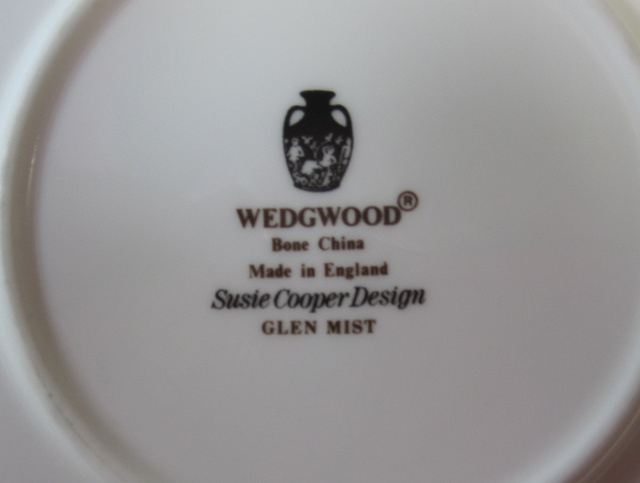 WEDGWOOD®
Bone China
Made in England
Susie Cooper Design
GLEN MIST